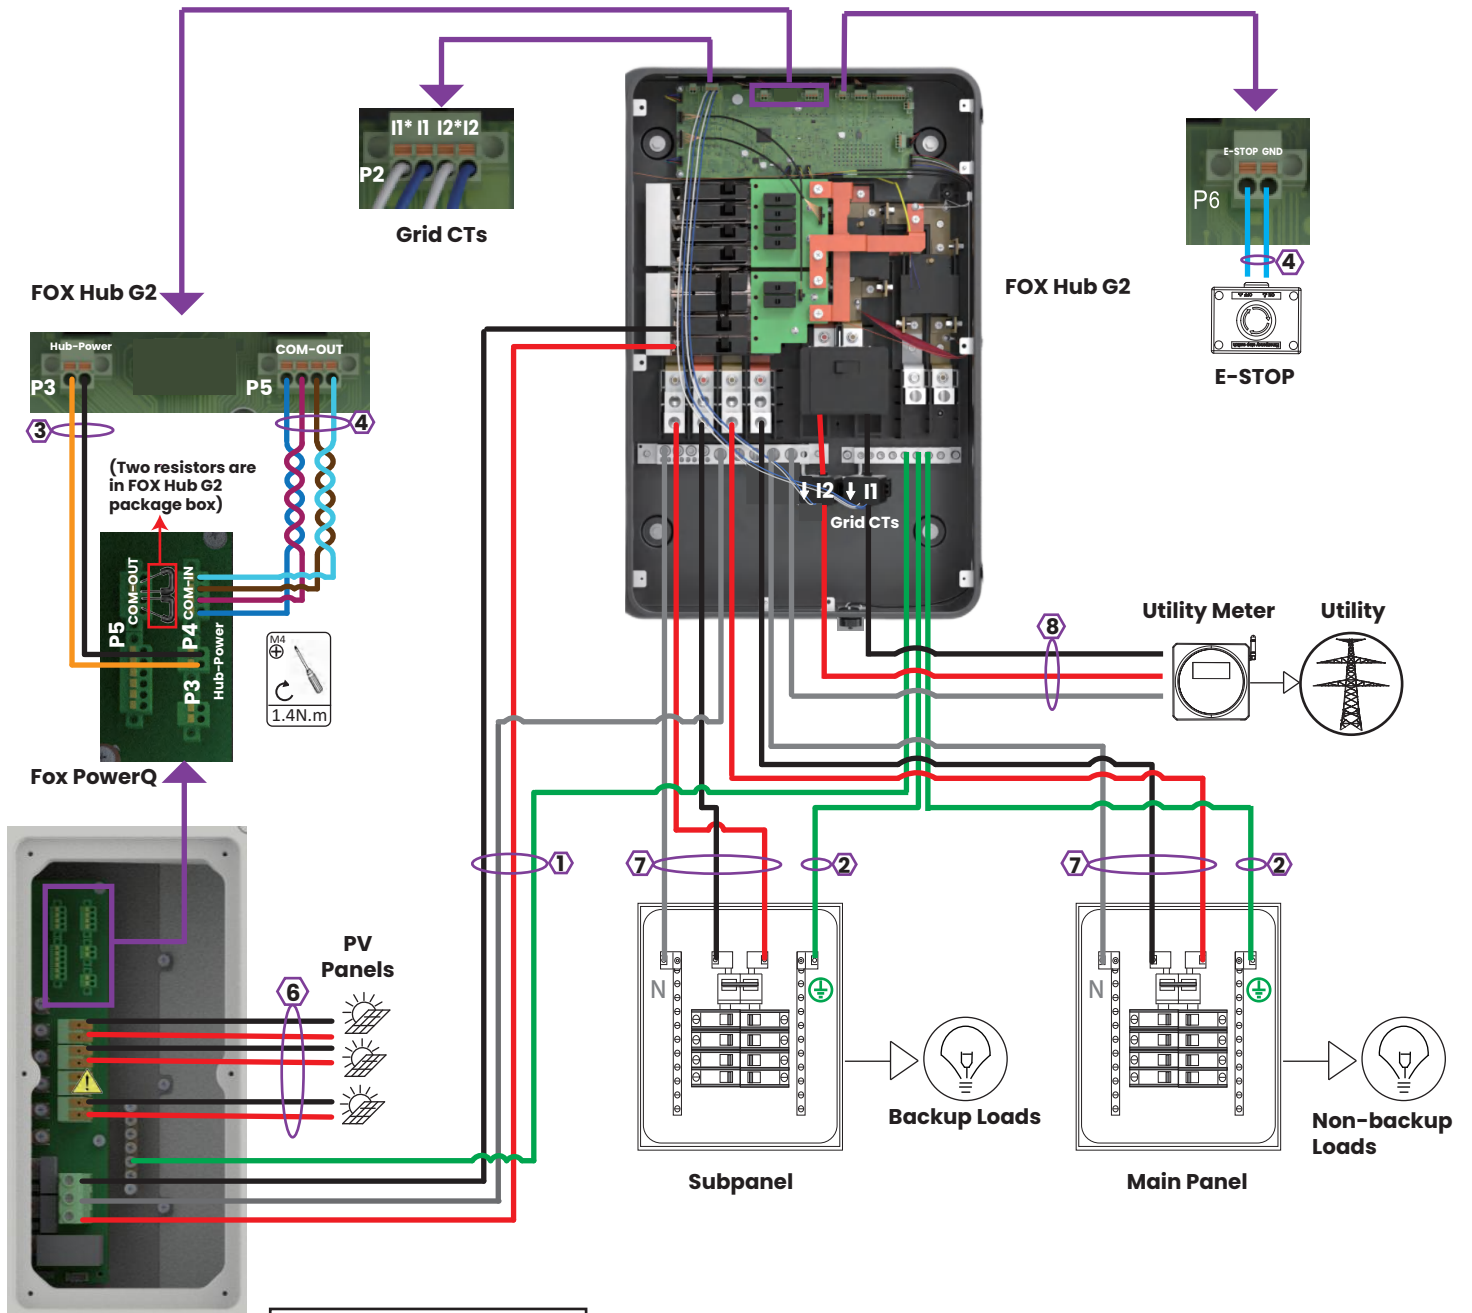 I1* I1 I2* I2
P2
Grid CTs
E-STOP GND
P6
4
E-STOP
FOX Hub G2
FOX Hub G2
Hub-Power
COM-OUT
P3
P5
3
4
(Two resistors are
in FOX Hub G2
package box)
COM-OUT
COM-IN
P5
P4
Hub-Power
P3
M4
1.4N.m
Fox PowerQ
I2
I1
Grid CTs
8
Utility Meter
Utility
1
7
2
7
2
PV
Panels
6
N
N
Backup Loads
Non-backup
Loads
Subpanel
Main Panel